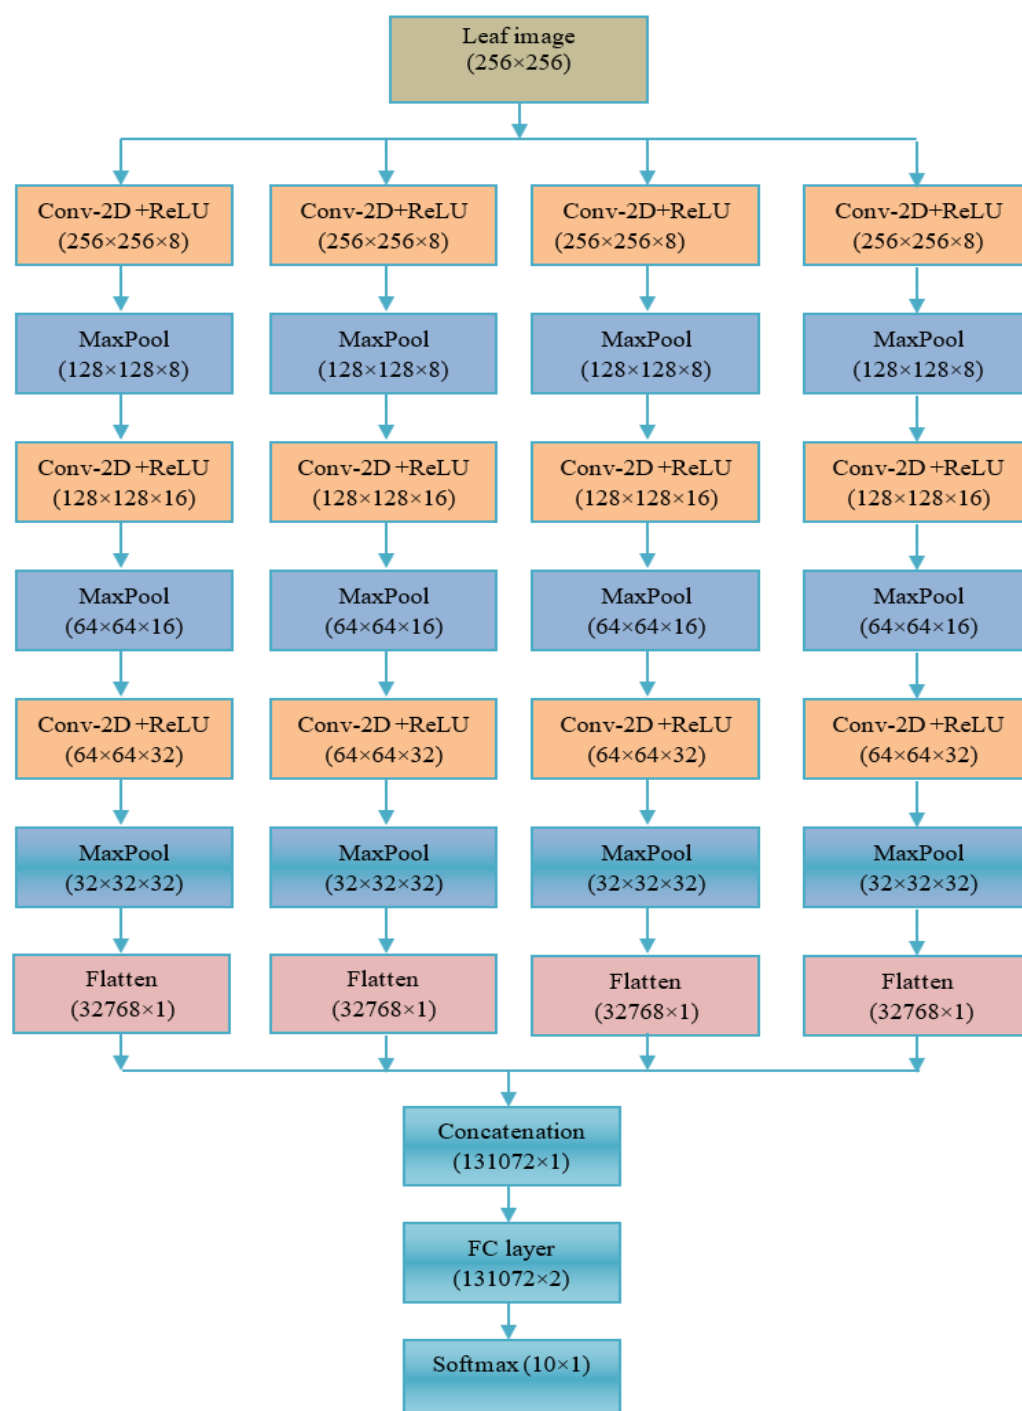 Leaf image
(256×256)
Conv-2D +ReLU
(256×256×8)
Conv-2D+ReLU
(256×256×8)
Conv-2D+ReLU
(256×256×8)
Conv-2D+ReLU
(256×256×8)
MaxPool
(128×128×8)
MaxPool
(128×128×8)
MaxPool
(128×128×8)
MaxPool
(128×128×8)
Conv-2D +ReLU
(128×128×16)
Conv-2D +ReLU
(128×128×16)
Conv-2D +ReLU
(128×128×16)
Conv-2D +ReLU
(128×128×16)
MaxPool
(64×64×16)
MaxPool
(64×64×16)
MaxPool
(64×64×16)
MaxPool
(64×64×16)
Conv-2D +ReLU
(64×64×32)
Conv-2D +ReLU
(64×64×32)
Conv-2D +ReLU
(64×64×32)
Conv-2D +ReLU
(64×64×32)
MaxPool
(32×32×32)
MaxPool
(32×32×32)
MaxPool
(32×32×32)
MaxPool
(32×32×32)
Flatten
(32768×1)
Flatten
(32768×1)
Flatten
(32768×1)
Flatten
(32768×1)
Concatenation
(131072×1)
FC layer
(131072×2)
Softmax (10×1)